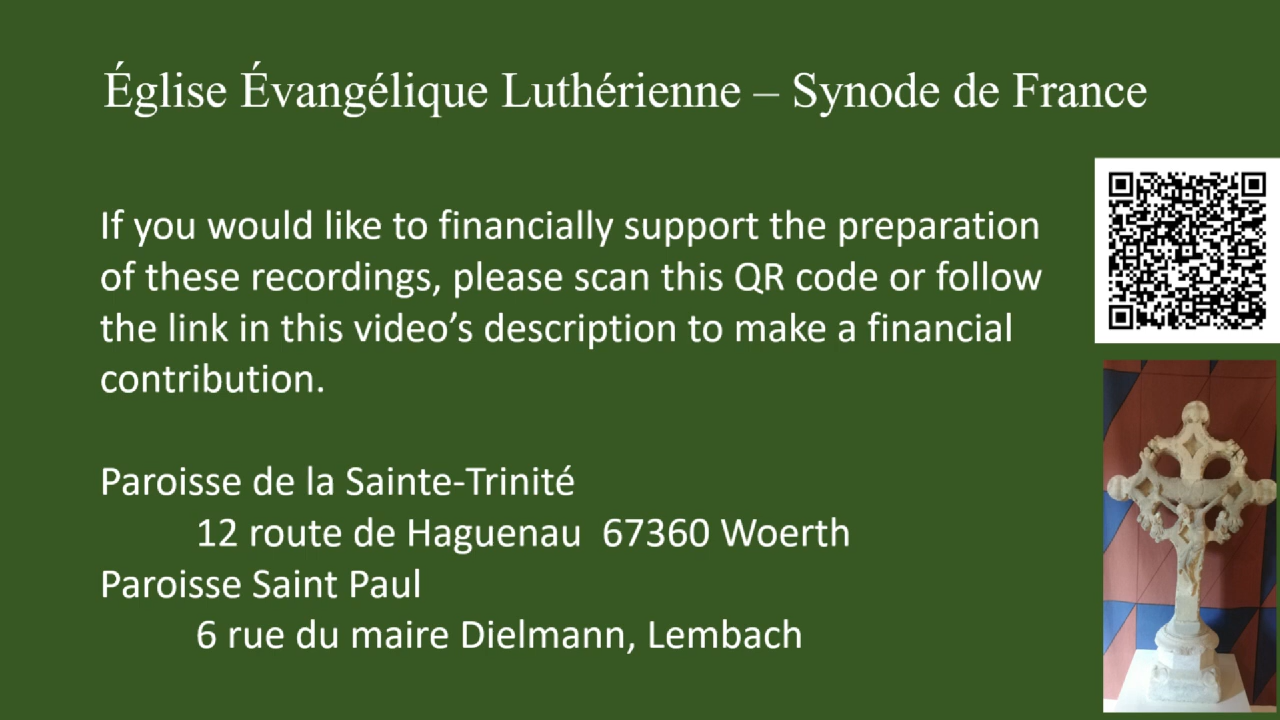 Église Évangélique Luthérienne – Synode de France
If you would like to financially support the preparation
of these recordings, please scan this QR code or follow
the link in this video’s description to make a financial
contribution.
Paroisse de la Sainte-Trinité
12 route de Haguenau  67360 Woerth
Paroisse Saint Paul
6 rue du maire Dielmann, Lembach